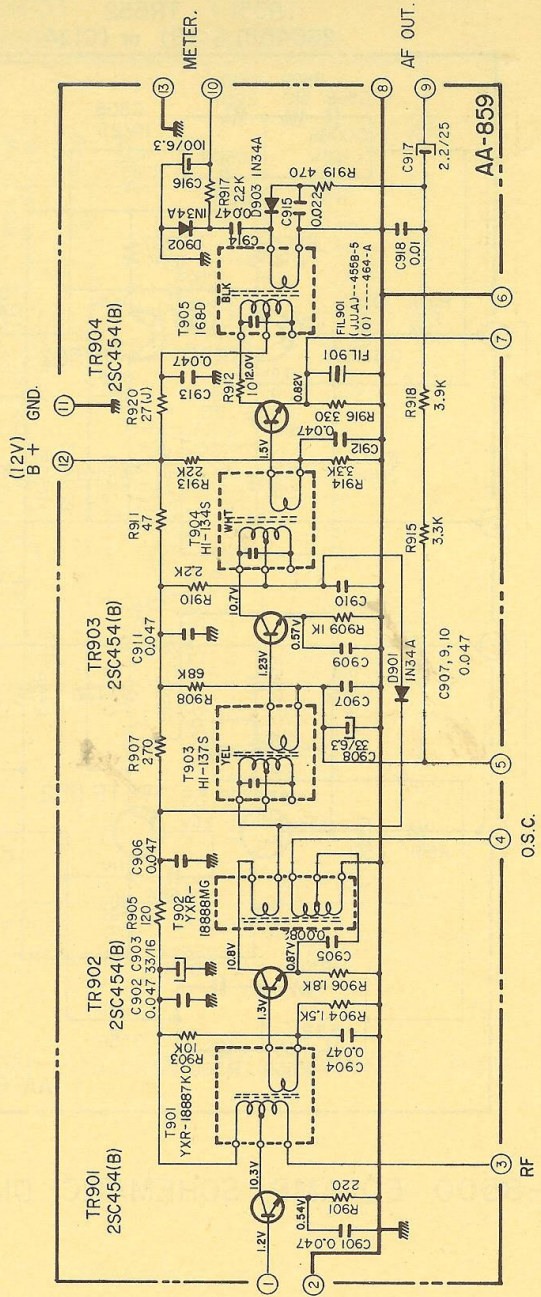 METER.
AF OUT.
(12V)
B +
GND.
13
10
8
9
12
11
100/6.3
C916
D902
1N34A
R917
2.2K
0.047
C914
D903 1N34A
C915
0.022
R919 470
C917
2.2/25
AA-859
C918
0.01
TR904
2SC454(B)
T905
168D
BLK
R920
27(J)
C913
0.047
R912
10
12.0V
0.82V
1.5V
FIL901
FIL901
(J.U.A)--455B-5
(O) ----464-A
R916 330
0.047
C912
R913
22K
R914
3.3K
R918
3.9K
6
7
R911
47
T904
HI-134S
WHT
TR903
2SC454(B)
R910
2.2K
C911
0.047
10.7V
0.57V
1.23V
C910
R909 1K
C909
D901
1N34A
R915
3.3K
C907, 9, 10
0.047
R908
68K
C907
C908
33/6.3
R907
270
T903
HI-137S
YEL
5
C906
0.047
R905
120
T902
YXR-
18888MG
4
O.S.C.
TR902
2SC454(B)
C902
0.047
C903
33/16
10.8V
0.87V
1.3V
C905
R906 1.8K
R904 1.5K
R903
10K
C904
0.047
T901
YXR-18887KO
TR901
2SC454(B)
10.3V
0.54V
1.2V
R901
220
C901 0.047
1
2
3
RF